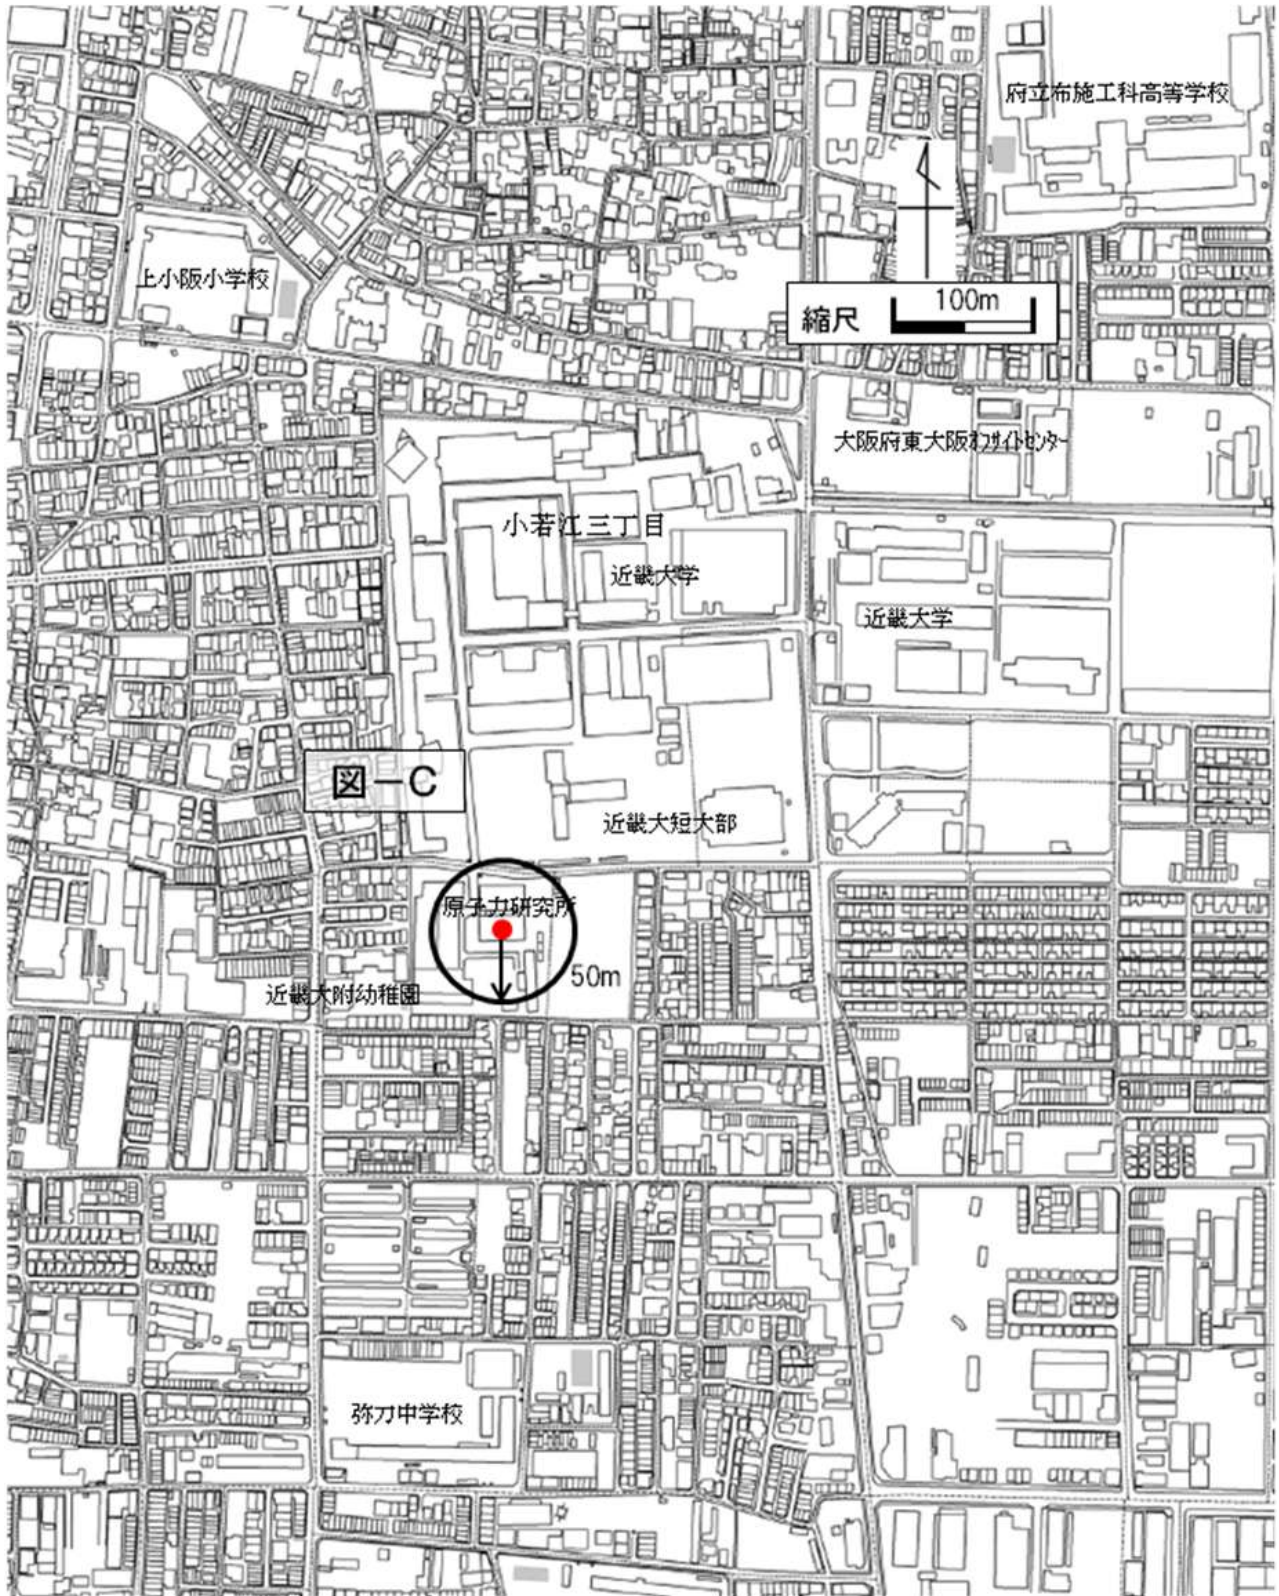 府立布施工科高等学校
上小阪小学校
縮尺 100m
大阪府東大阪ｵﾌｻｲﾄｾﾝﾀｰ
小若江三丁目
近畿大学
近畿大学
図－C
近畿大短大部
原子力研究所
50m
近畿大附幼稚園
弥刀中学校